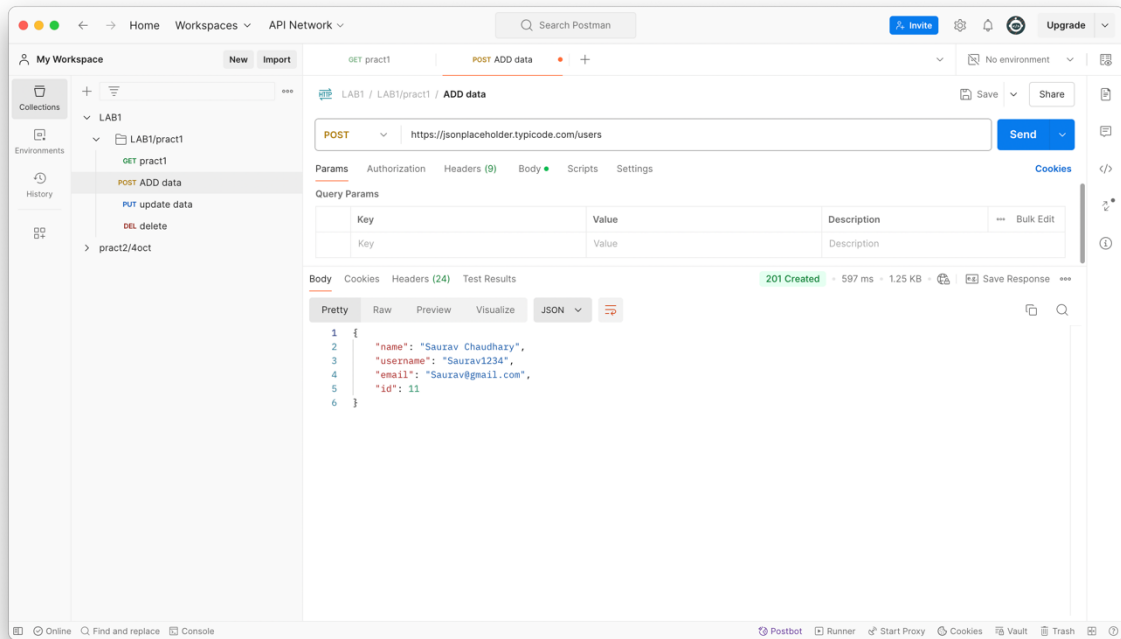 Home Workspaces API Network Search Postman Invite Upgrade
My Workspace New Import GET pract1 POST ADD data No environment
Collections
Environments
History
LAB1
LAB1/pract1
GET pract1
POST ADD data
PUT update data
DEL delete
pract2/4oct
HTTP LAB1 / LAB1/pract1 / ADD data Save Share
POST https://jsonplaceholder.typicode.com/users Send
Params Authorization Headers (9) Body Scripts Settings Cookies
Query Params
Key Value Description Bulk Edit
Key Value Description
Body Cookies Headers (24) Test Results 201 Created 597 ms 1.25 KB Save Response
Pretty Raw Preview Visualize JSON
1 {
2 "name": "Saurav Chaudhary",
3 "username": "Saurav1234",
4 "email": "Saurav@gmail.com",
5 "id": 11
6 }
Online Find and replace Console Postbot Runner Start Proxy Cookies Vault Trash